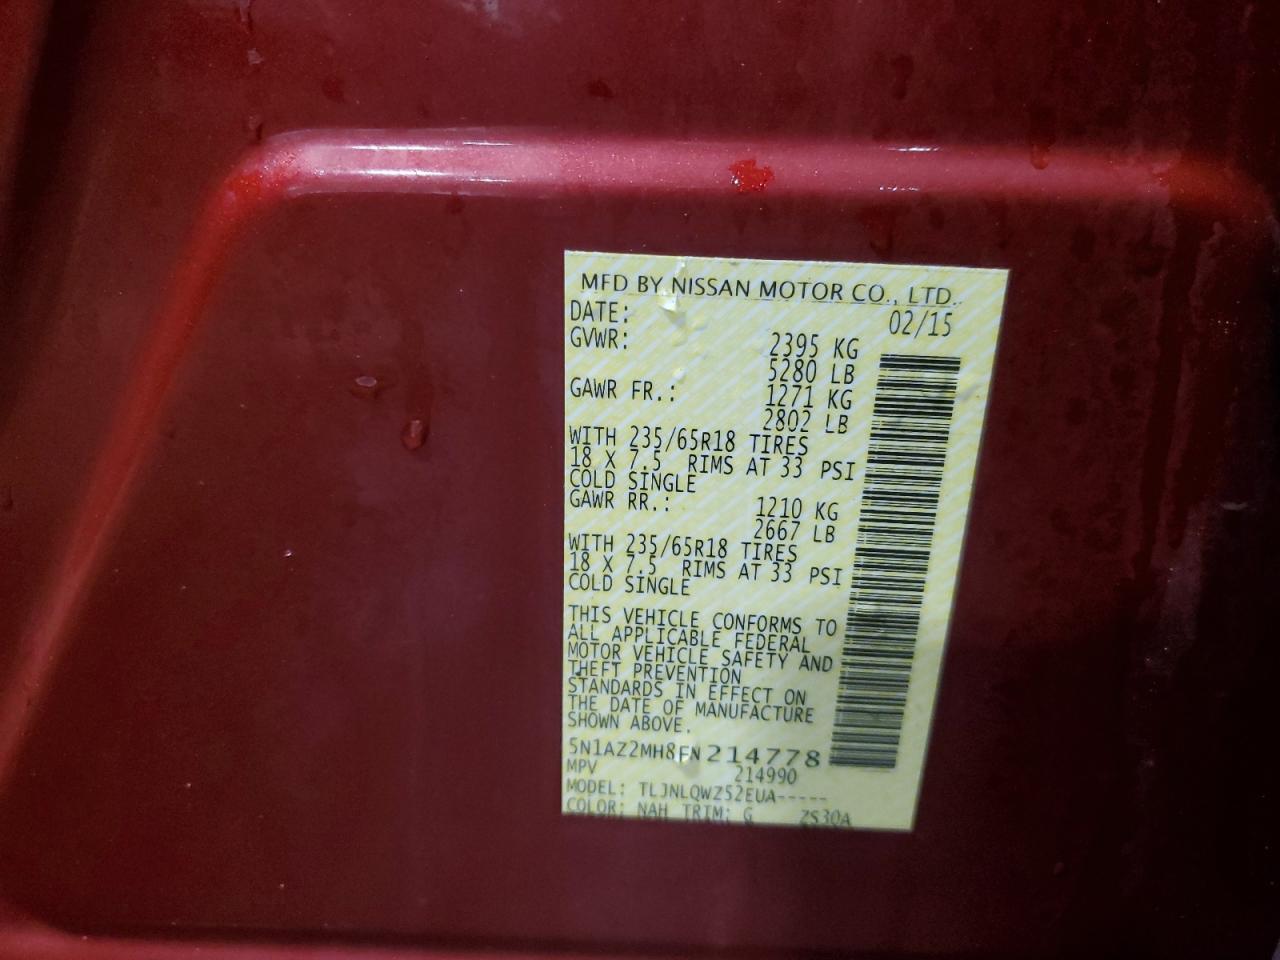 MFD BY NISSAN MOTOR CO., LTD.
DATE: 02/15
GVWR: 2395 KG
5280 LB
GAWR FR.: 1271 KG
2802 LB
WITH 235/65R18 TIRES
18 X 7.5 RIMS AT 33 PSI
COLD SINGLE
GAWR RR.: 1210 KG
2667 LB
WITH 235/65R18 TIRES
18 X 7.5 RIMS AT 33 PSI
COLD SINGLE
THIS VEHICLE CONFORMS TO
ALL APPLICABLE FEDERAL
MOTOR VEHICLE SAFETY AND
THEFT PREVENTION
STANDARDS IN EFFECT ON
THE DATE OF MANUFACTURE
SHOWN ABOVE.
5N1AZ2MH8FN214778
MPV 214990
MODEL: TLJNLQWZ52EUA-----
COLOR: NAH TRIM: G ZS30A